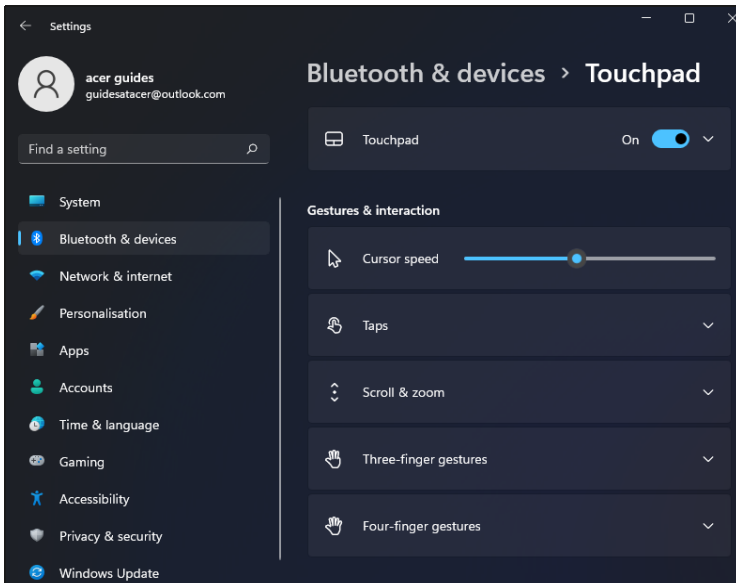 Settings
acer guides
guidesatacer@outlook.com
Find a setting
System
Bluetooth & devices
Network & internet
Personalisation
Apps
Accounts
Time & language
Gaming
Accessibility
Privacy & security
Windows Update
Bluetooth & devices › Touchpad
Touchpad On
Gestures & interaction
Cursor speed
Taps
Scroll & zoom
Three-finger gestures
Four-finger gestures